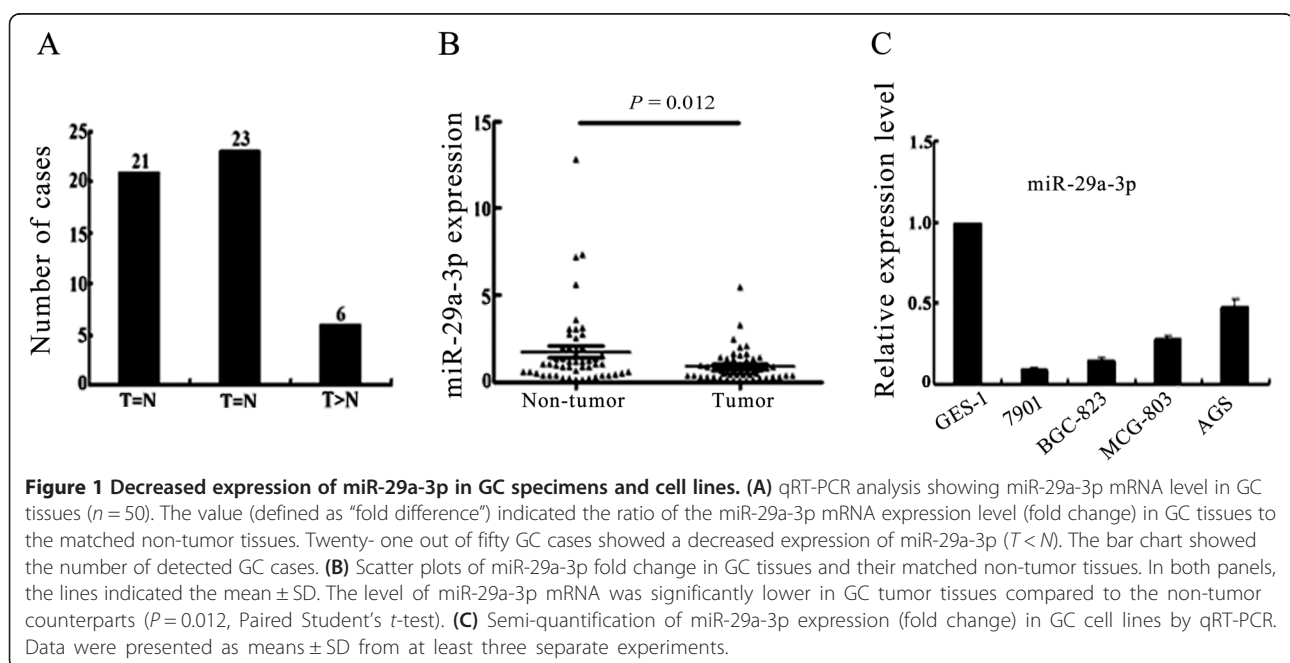 A
B
C
Number of cases
25
20
15
10
5
0
21
23
6
T=N
T=N
T>N
miR-29a-3p expression
P = 0.012
15
10
5
0
Non-tumor
Tumor
Relative expression level
1.5
1.0
0.5
0
miR-29a-3p
GES-1
7901
BGC-823
MCG-803
AGS
Figure 1 Decreased expression of miR-29a-3p in GC specimens and cell lines. (A) qRT-PCR analysis showing miR-29a-3p mRNA level in GC
tissues (n = 50). The value (defined as “fold difference”) indicated the ratio of the miR-29a-3p mRNA expression level (fold change) in GC tissues to
the matched non-tumor tissues. Twenty- one out of fifty GC cases showed a decreased expression of miR-29a-3p (T < N). The bar chart showed
the number of detected GC cases. (B) Scatter plots of miR-29a-3p fold change in GC tissues and their matched non-tumor tissues. In both panels,
the lines indicated the mean ± SD. The level of miR-29a-3p mRNA was significantly lower in GC tumor tissues compared to the non-tumor
counterparts (P = 0.012, Paired Student’s t-test). (C) Semi-quantification of miR-29a-3p expression (fold change) in GC cell lines by qRT-PCR.
Data were presented as means ± SD from at least three separate experiments.